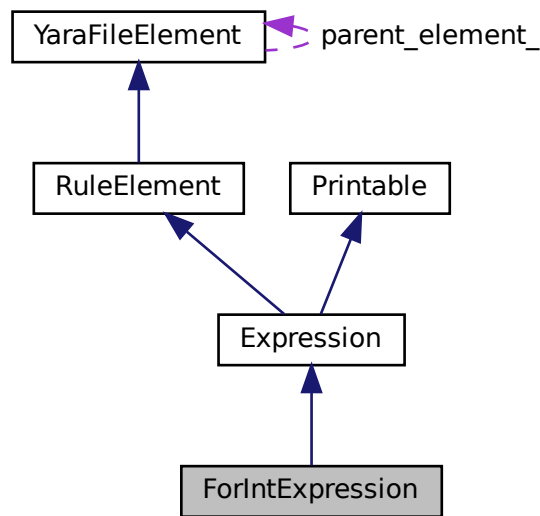 YaraFileElement
parent_element_
RuleElement
Printable
Expression
ForIntExpression